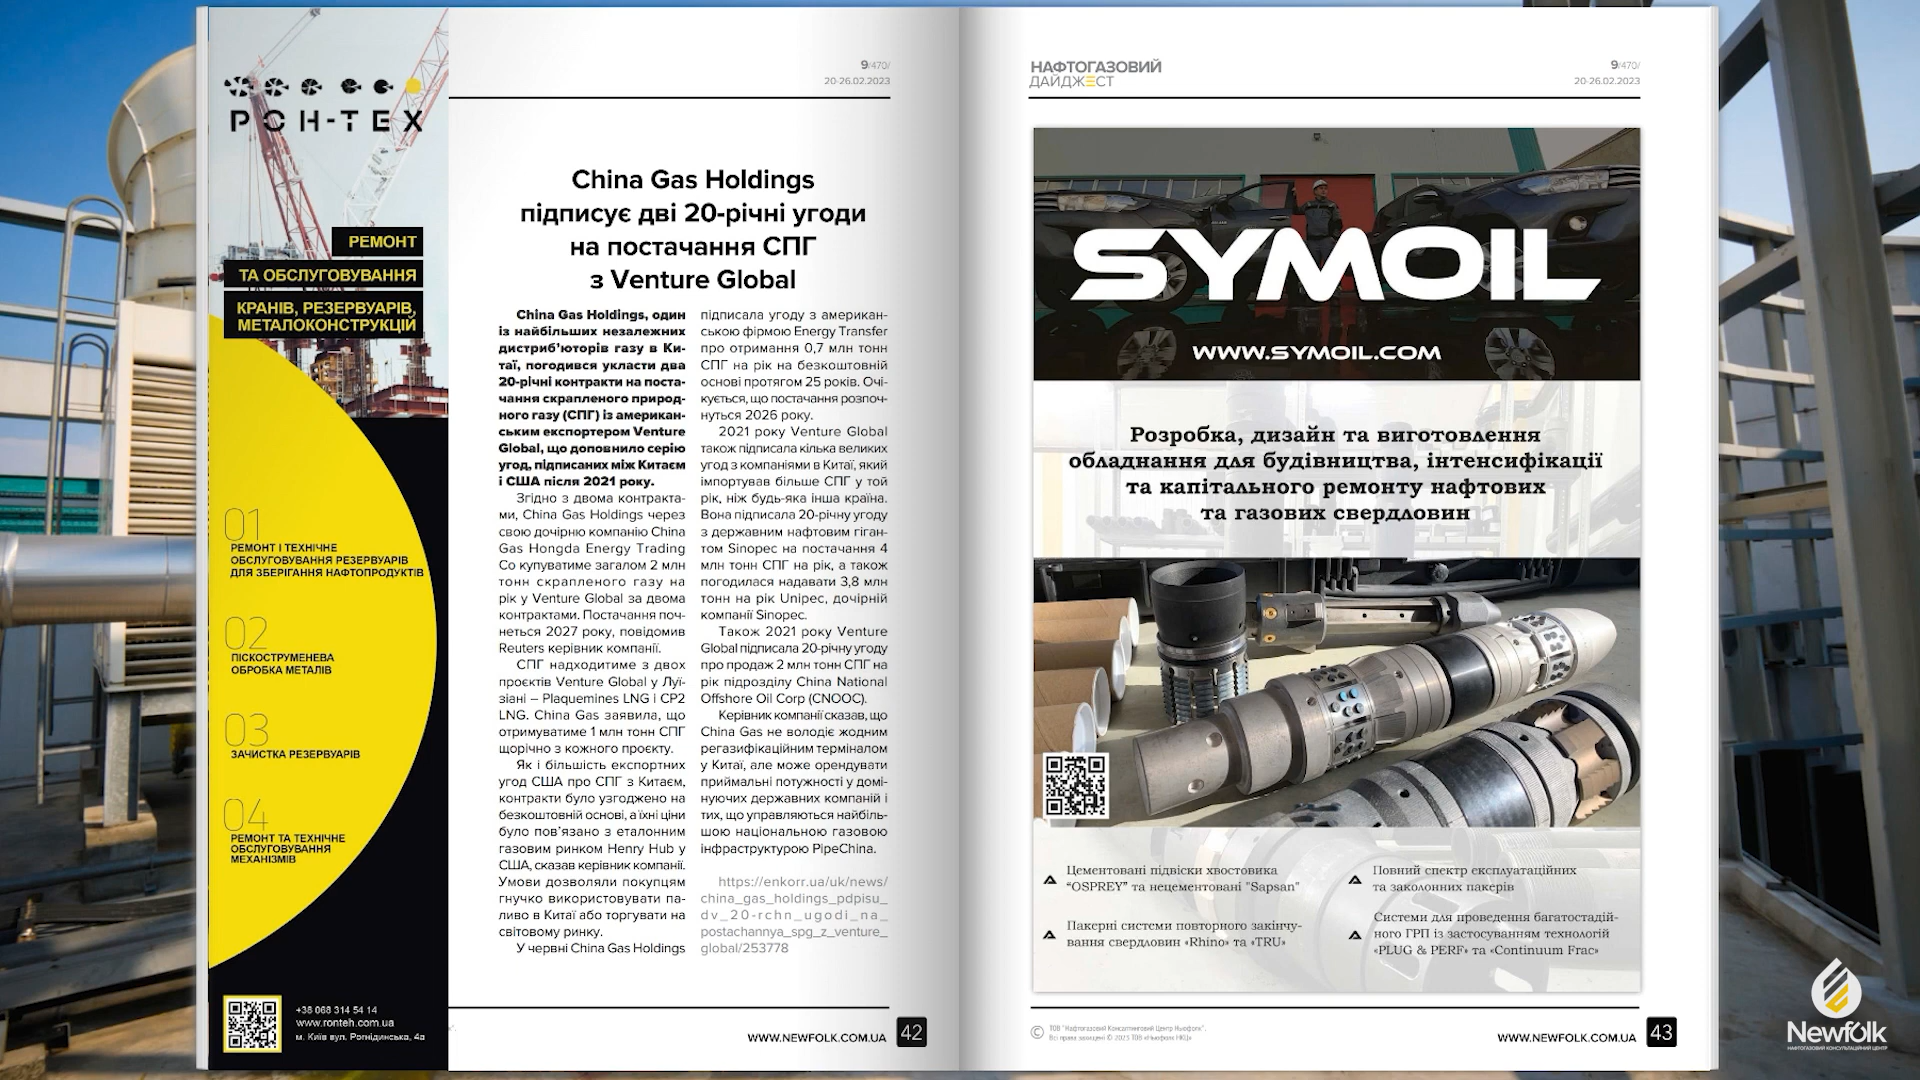 РОН-ТЕХ
РЕМОНТ
ТА ОБСЛУГОВУВАННЯ
КРАНІВ, РЕЗЕРВУАРІВ,
МЕТАЛОКОНСТРУКЦІЙ
01
РЕМОНТ І ТЕХНІЧНЕ
ОБСЛУГОВУВАННЯ РЕЗЕРВУАРІВ
ДЛЯ ЗБЕРІГАННЯ НАФТОПРОДУКТІВ
02
ПІСКОСТРУМЕНЕВА
ОБРОБКА МЕТАЛІВ
03
ЗАЧИСТКА РЕЗЕРВУАРІВ
04
РЕМОНТ ТА ТЕХНІЧНЕ
ОБСЛУГОВУВАННЯ
МЕХАНІЗМІВ
+38 068 314 54 14
www.ronteh.com.ua
м. Київ вул. Рогнідинська, 4а
9/470/
20-26.02.2023
China Gas Holdings
підписує дві 20-річні угоди
на постачання СПГ
з Venture Global
China Gas Holdings, один
із найбільших незалежних
дистриб’юторів газу в Ки-
таї, погодився укласти два
20-річні контракти на поста-
чання скрапленого природ-
ного газу (СПГ) із американ-
ським експортером Venture
Global, що доповнило серію
угод, підписаних між Китаєм
і США після 2021 року.
Згідно з двома контракта-
ми, China Gas Holdings через
свою дочірню компанію China
Gas Hongda Energy Trading
Co купуватиме загалом 2 млн
тонн скрапленого газу на
рік у Venture Global за двома
контрактами. Постачання поч-
неться 2027 року, повідомив
Reuters керівник компанії.
СПГ надходитиме з двох
проєктів Venture Global у Луї-
зіані – Plaquemines LNG і CP2
LNG. China Gas заявила, що
отримуватиме 1 млн тонн СПГ
щорічно з кожного проєкту.
Як і більшість експортних
угод США про СПГ з Китаєм,
контракти було узгоджено на
безкоштовній основі, а їхні ціни
було пов’язано з еталонним
газовим ринком Henry Hub у
США, сказав керівник компанії.
Умови дозволяли покупцям
гнучко використовувати па-
ливо в Китаї або торгувати на
світовому ринку.
У червні China Gas Holdings
підписала угоду з американ-
ською фірмою Energy Transfer
про отримання 0,7 млн тонн
СПГ на рік на безкоштовній
основі протягом 25 років. Очі-
кується, що постачання розпоч-
нуться 2026 року.
2021 року Venture Global
також підписала кілька великих
угод з компаніями в Китаї, який
імпортував більше СПГ у той
рік, ніж будь-яка інша країна.
Вона підписала 20-річну угоду
з державним нафтовим гіган-
том Sinopec на постачання 4
млн тонн СПГ на рік, а також
погодилася надавати 3,8 млн
тонн на рік Unipec, дочірній
компанії Sinopec.
Також 2021 року Venture
Global підписала 20-річну угоду
про продаж 2 млн тонн СПГ на
рік підрозділу China National
Offshore Oil Corp (CNOOC).
Керівник компанії сказав, що
China Gas не володіє жодним
регазифікаційним терміналом
у Китаї, але може орендувати
приймальні потужності у домі-
нуючих державних компаній і
тих, що управляються найбіль-
шою національною газовою
інфраструктурою PipeChina.
https://enkorr.ua/uk/news/
china_gas_holdings_pdpisu_
dv_20-rchn_ugodi_na_
postachannya_spg_z_venture_
global/253778
WWW.NEWFOLK.COM.UA 42
НАФТОГАЗОВИЙ
ДАЙДЖЕСТ
9/470/
20-26.02.2023
SYMOIL
WWW.SYMOIL.COM
Розробка, дизайн та виготовлення
обладнання для будівництва, інтенсифікації
та капітального ремонту нафтових
та газових свердловин
Цементовані підвіски хвостовика
“OSPREY” та нецементовані "Sapsan"
Пакерні системи повторного закінчу-
вання свердловин «Rhino» та «TRU»
Повний спектр експлуатаційних
та заколонних пакерів
Системи для проведення багатостадій-
ного ГРП із застосуванням технологій
«PLUG & PERF» та «Continuum Frac»
© ТОВ "Нафтогазовий Консалтинговий Центр Ньюфолк".
Всі права захищені © 2023 ТОВ «Ньюфолк НКЦ»
WWW.NEWFOLK.COM.UA 43
Newfolk
НАФТОГАЗОВИЙ КОНСУЛЬТАЦІЙНИЙ ЦЕНТР